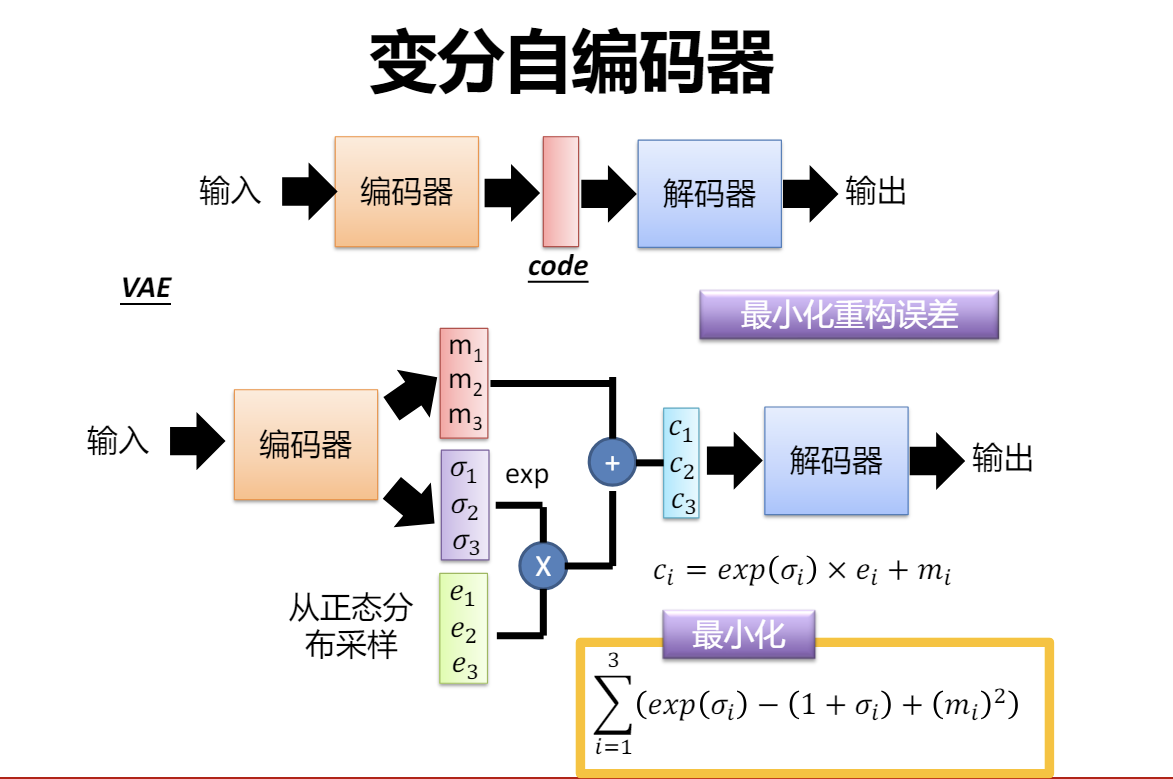 变分自编码器
输入
编码器
解码器
输出
code
VAE
最小化重构误差
m₁
m₂
m₃
输入
编码器
σ₁
σ₂
σ₃
exp
X
+
c₁
c₂
c₃
解码器
输出
从正态分
布采样
e₁
e₂
e₃
cᵢ = exp(σᵢ) × eᵢ + mᵢ
最小化
3
∑(exp(σᵢ) − (1 + σᵢ) + (mᵢ)²)
i=1